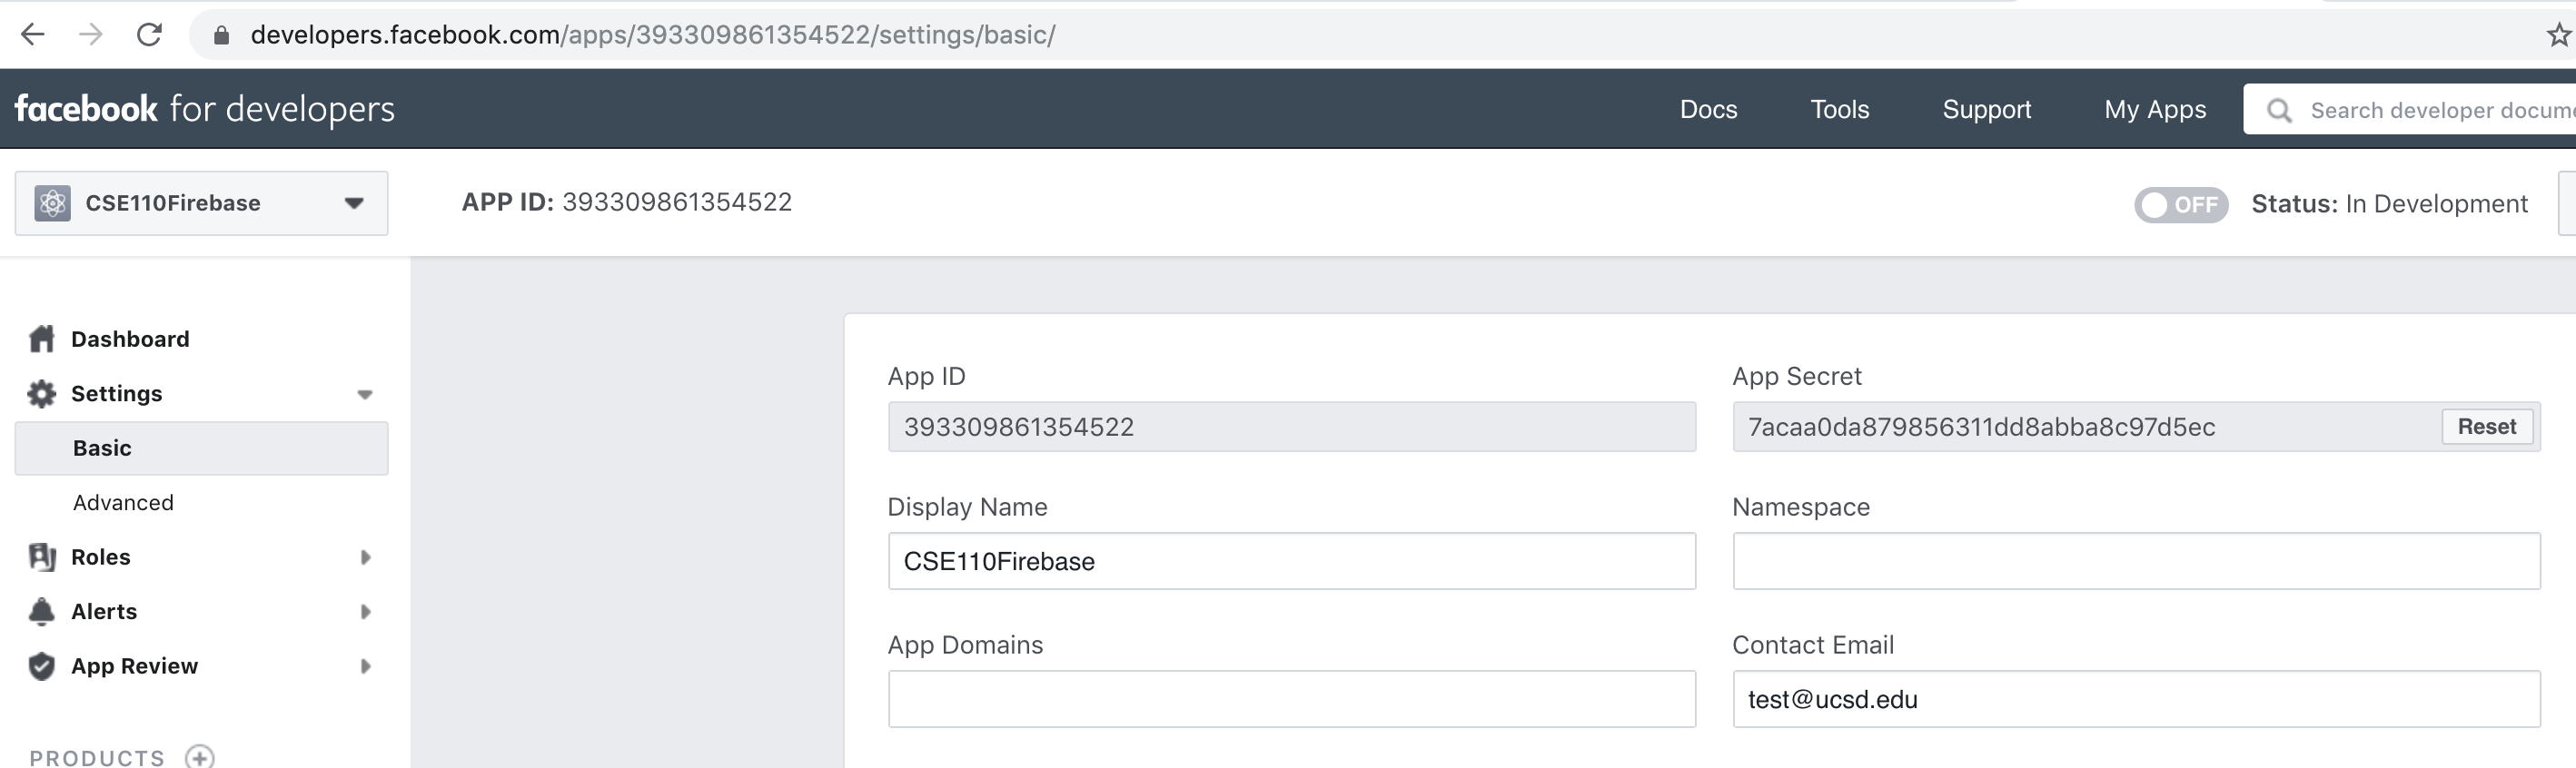 developers.facebook.com/apps/393309861354522/settings/basic/
facebook for developers
Docs Tools Support My Apps Search developer docume
CSE110Firebase
APP ID: 393309861354522
OFF Status: In Development
Dashboard
Settings
Basic
Advanced
Roles
Alerts
App Review
PRODUCTS
App ID
393309861354522
App Secret
7acaa0da879856311dd8abba8c97d5ec Reset
Display Name
CSE110Firebase
Namespace
App Domains
Contact Email
test@ucsd.edu